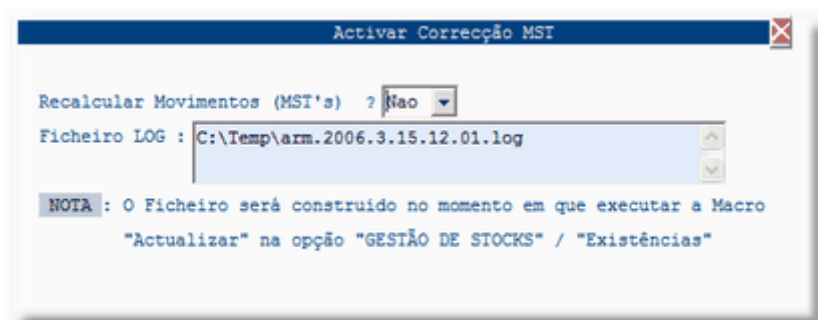 Activar Correcção MST
Recalcular Movimentos (MST's) ? Nao
Ficheiro LOG : C:\Temp\arm.2006.3.15.12.01.log
NOTA : O Ficheiro será construido no momento em que executar a Macro
"Actualizar" na opção "GESTÃO DE STOCKS" / "Existências"